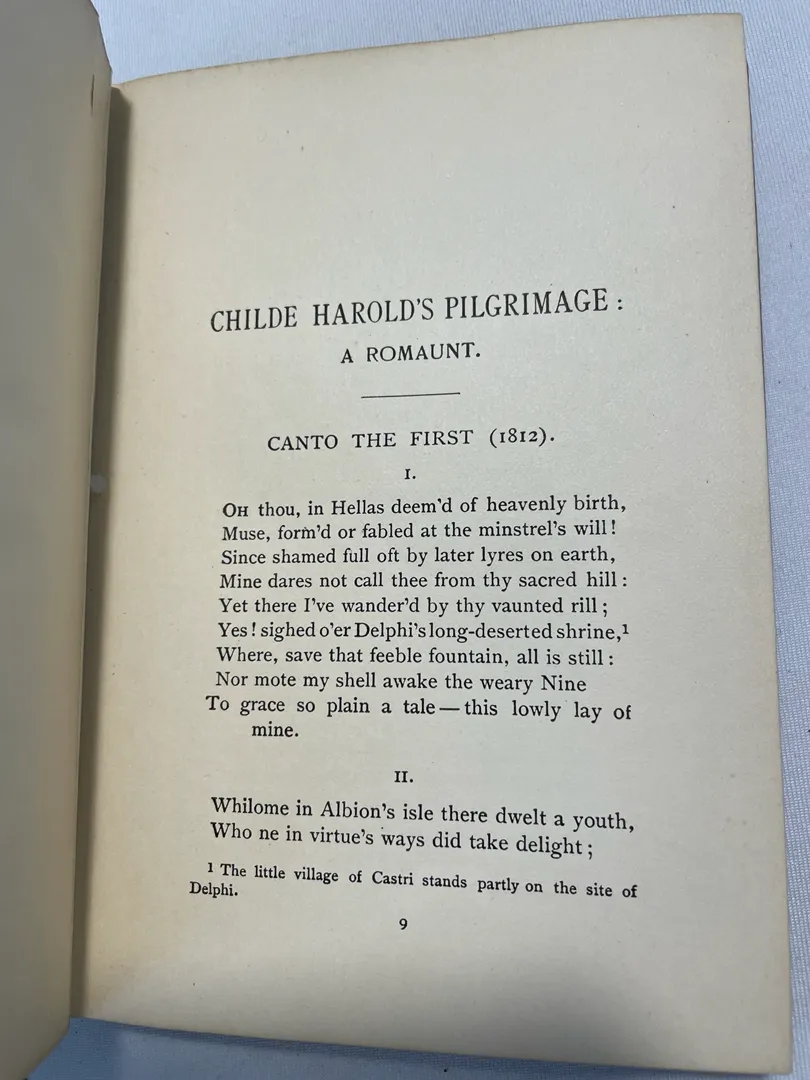 CHILDE HAROLD'S PILGRIMAGE:
A ROMAUNT.
CANTO THE FIRST (1812).
I.
OH thou, in Hellas deem'd of heavenly birth,
Muse, form'd or fabled at the minstrel's will!
Since shamed full oft by later lyres on earth,
Mine dares not call thee from thy sacred hill:
Yet there I've wander'd by thy vaunted rill;
Yes! sighed o'er Delphi's long-deserted shrine,¹
Where, save that feeble fountain, all is still:
Nor mote my shell awake the weary Nine
To grace so plain a tale—this lowly lay of
mine.
II.
Whilome in Albion's isle there dwelt a youth,
Who ne in virtue's ways did take delight;
1 The little village of Castri stands partly on the site of
Delphi.
9